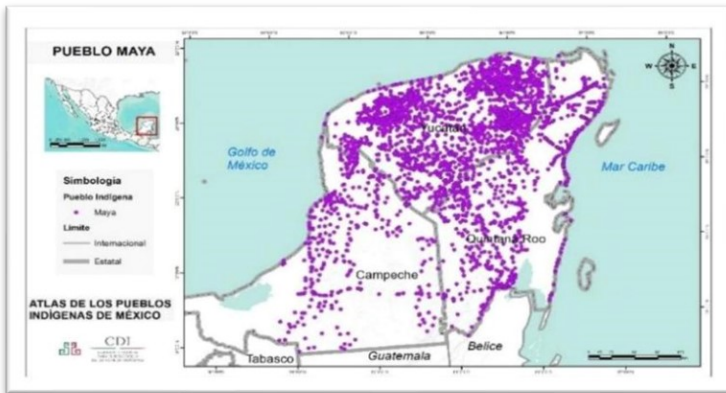 PUEBLO MAYA
Simbología
Pueblo Indígena
Maya
Límite
Internacional
Estatal
ATLAS DE LOS PUEBLOS
INDÍGENAS DE MÉXICO
CDI
Golfo de
México
Yucatán
Mar Caribe
Quintana Roo
Campeche
Tabasco
Guatemala
Belice
N
W
E
S